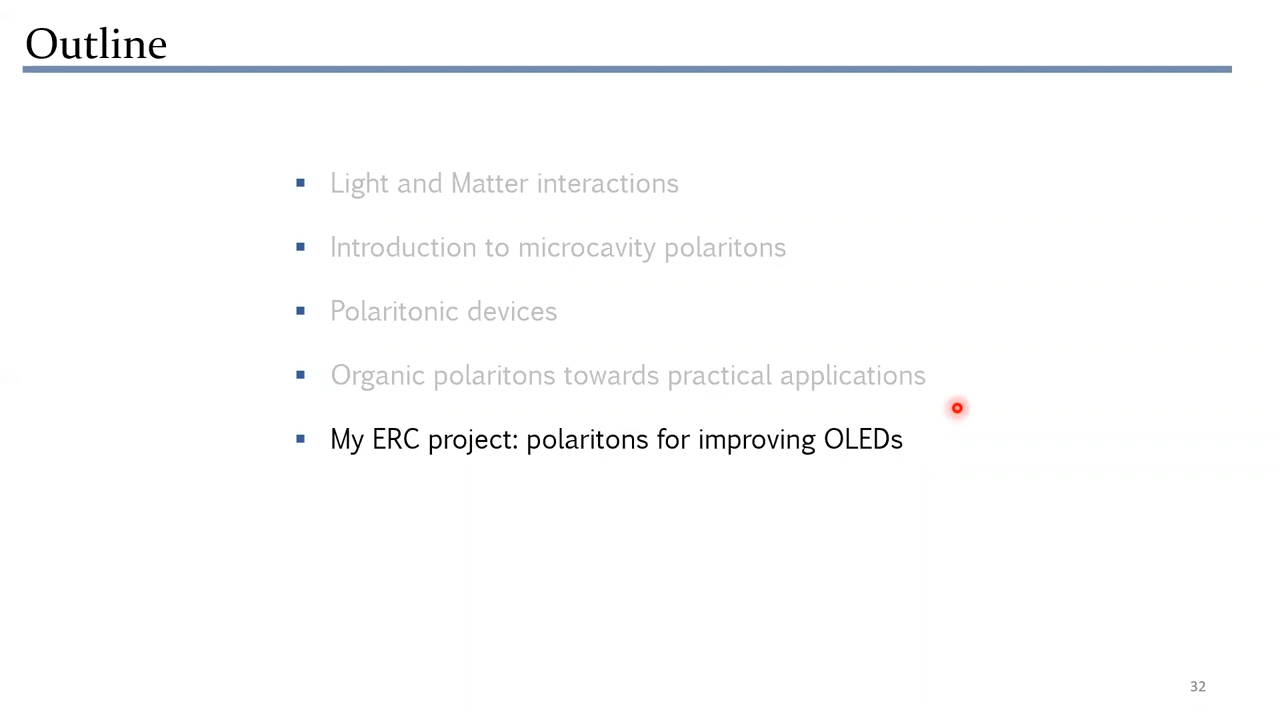 Outline
▪ Light and Matter interactions
▪ Introduction to microcavity polaritons
▪ Polaritonic devices
▪ Organic polaritons towards practical applications
▪ My ERC project: polaritons for improving OLEDs
32